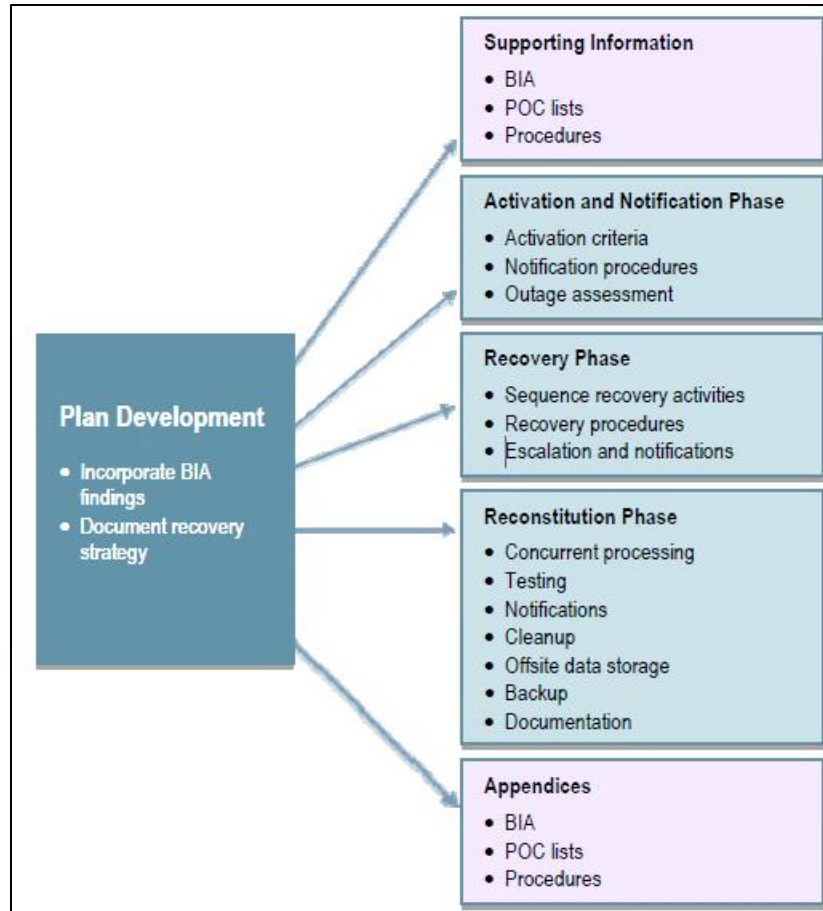 Plan Development
• Incorporate BIA
findings
• Document recovery
strategy
Supporting Information
• BIA
• POC lists
• Procedures
Activation and Notification Phase
• Activation criteria
• Notification procedures
• Outage assessment
Recovery Phase
• Sequence recovery activities
• Recovery procedures
• Escalation and notifications
Reconstitution Phase
• Concurrent processing
• Testing
• Notifications
• Cleanup
• Offsite data storage
• Backup
• Documentation
Appendices
• BIA
• POC lists
• Procedures